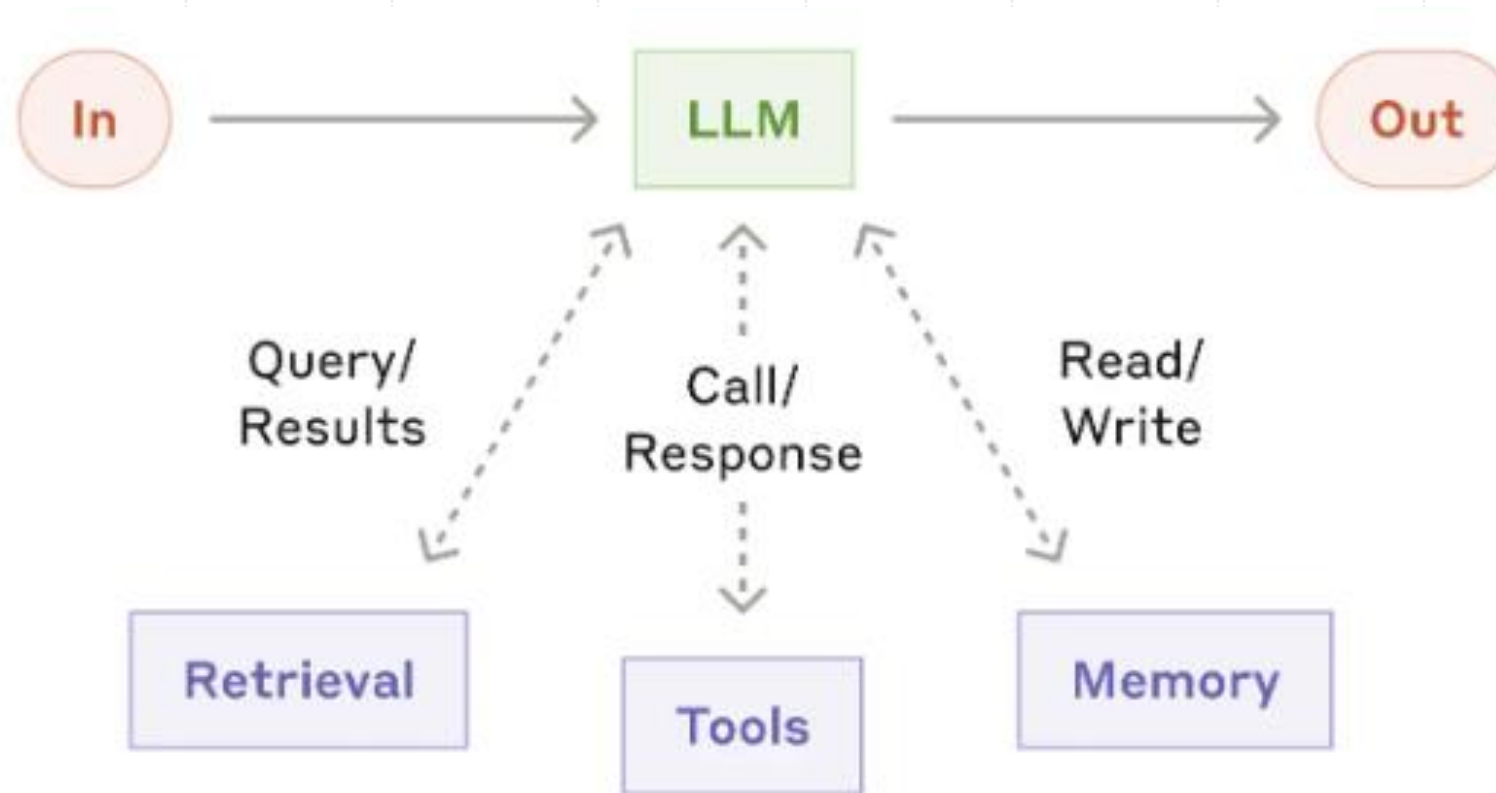 In
LLM
Out
Query/
Results
Call/
Response
Read/
Write
Retrieval
Tools
Memory